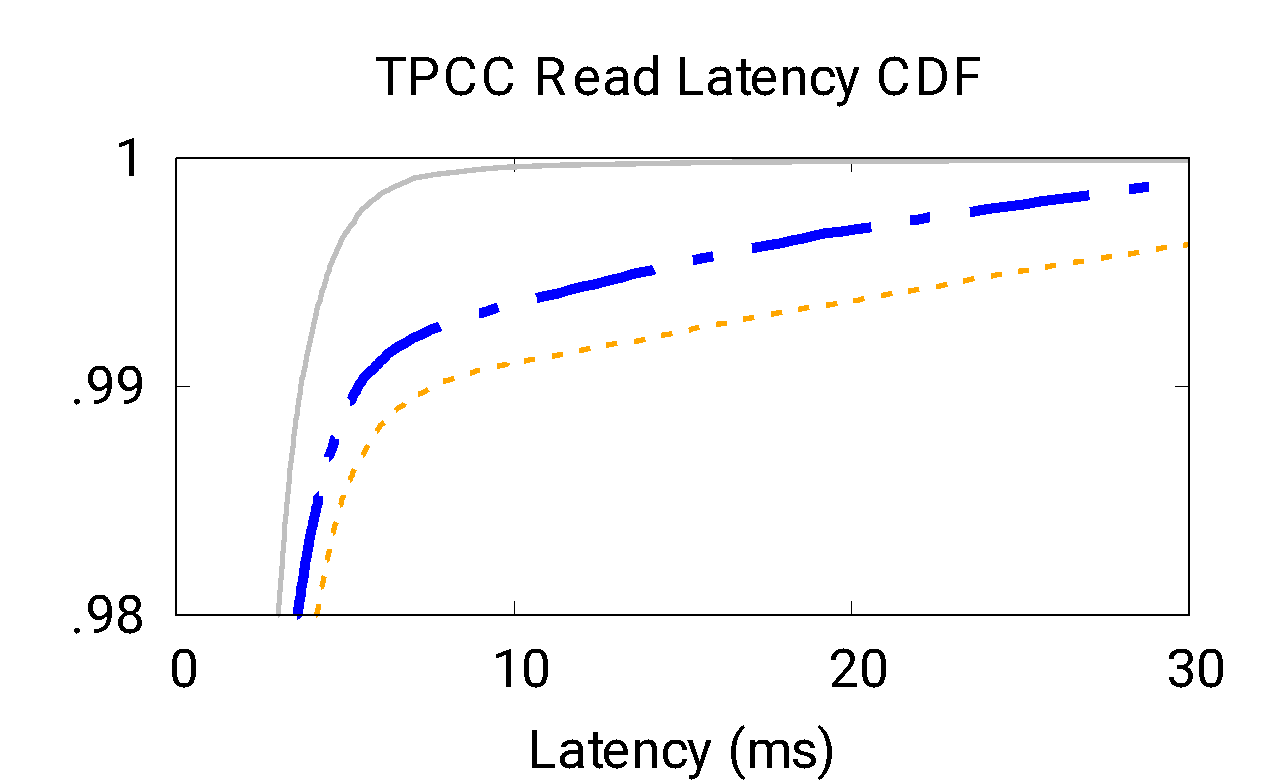 TPCC Read Latency CDF
1
.99
.98
0 10 20 30
Latency (ms)